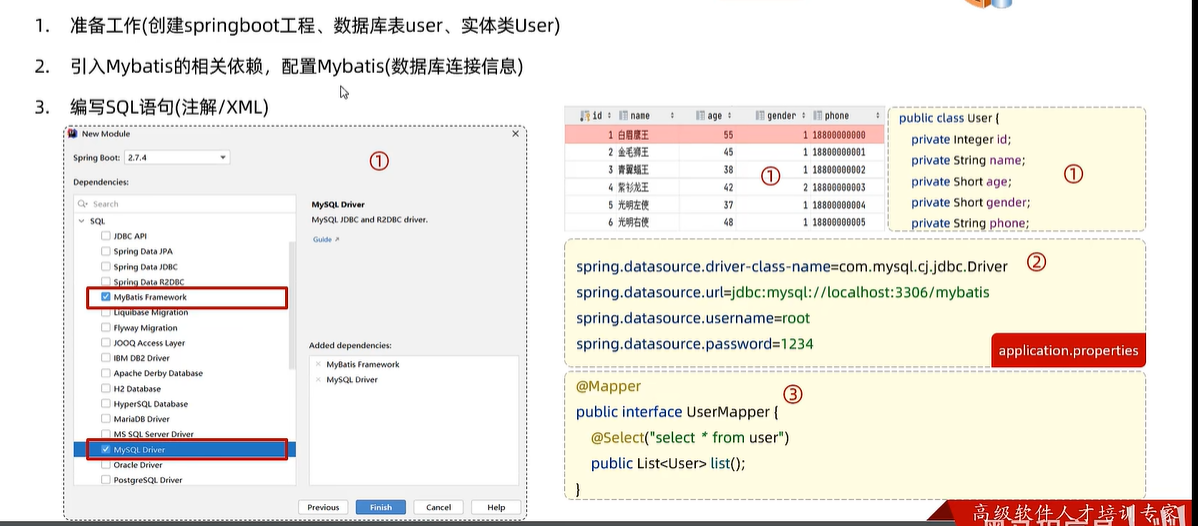 1. 准备工作(创建springboot工程、数据库表user、实体类User)
2. 引入Mybatis的相关依赖，配置Mybatis(数据库连接信息)
3. 编写SQL语句(注解/XML)
New Module
Spring Boot: 2.7.4
Dependencies:
Search
SQL
JDBC API
Spring Data JPA
Spring Data JDBC
Spring Data R2DBC
MyBatis Framework
Liquibase Migration
Flyway Migration
JOOQ Access Layer
IBM DB2 Driver
Apache Derby Database
H2 Database
HyperSQL Database
MariaDB Driver
MS SQL Server Driver
MySQL Driver
Oracle Driver
PostgreSQL Driver
①
MySQL Driver
MySQL JDBC and R2DBC driver.
Guide
Added dependencies:
MyBatis Framework
MySQL Driver
Previous Finish Cancel Help
id name age gender phone
1 白眉鹰王 55 1 18800000000
2 金毛狮王 45 1 18800000001
3 青翼蝠王 38 1 18800000002
4 紫衫龙王 42 2 18800000003
5 光明左使 37 1 18800000004
6 光明右使 48 1 18800000005
①
public class User {
private Integer id;
private String name;
private Short age;
private Short gender;
private String phone;
①
spring.datasource.driver-class-name=com.mysql.cj.jdbc.Driver
spring.datasource.url=jdbc:mysql://localhost:3306/mybatis
spring.datasource.username=root
spring.datasource.password=1234
②
application.properties
@Mapper
public interface UserMapper {
@Select("select * from user")
public List<User> list();
}
③
高级软件人才培训专家